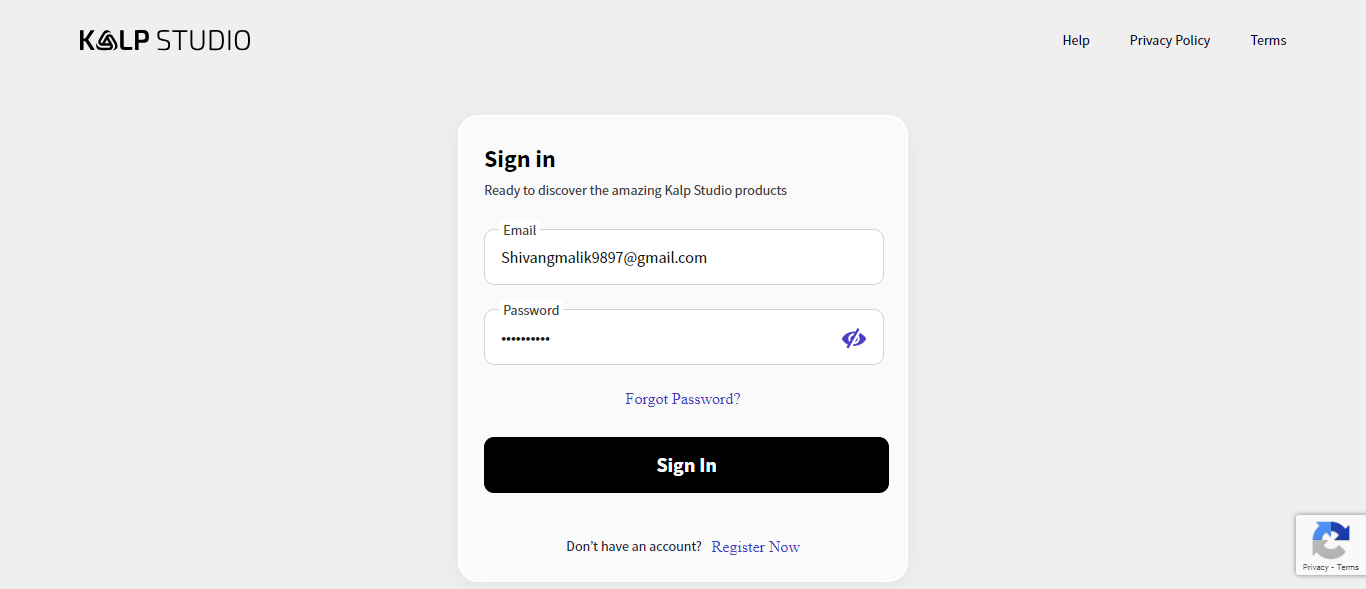 KALP STUDIO
Help Privacy Policy Terms
Sign in
Ready to discover the amazing Kalp Studio products
Email
Shivangmalik9897@gmail.com
Password
••••••••••
Forgot Password?
Sign In
Don't have an account? Register Now
Privacy - Terms